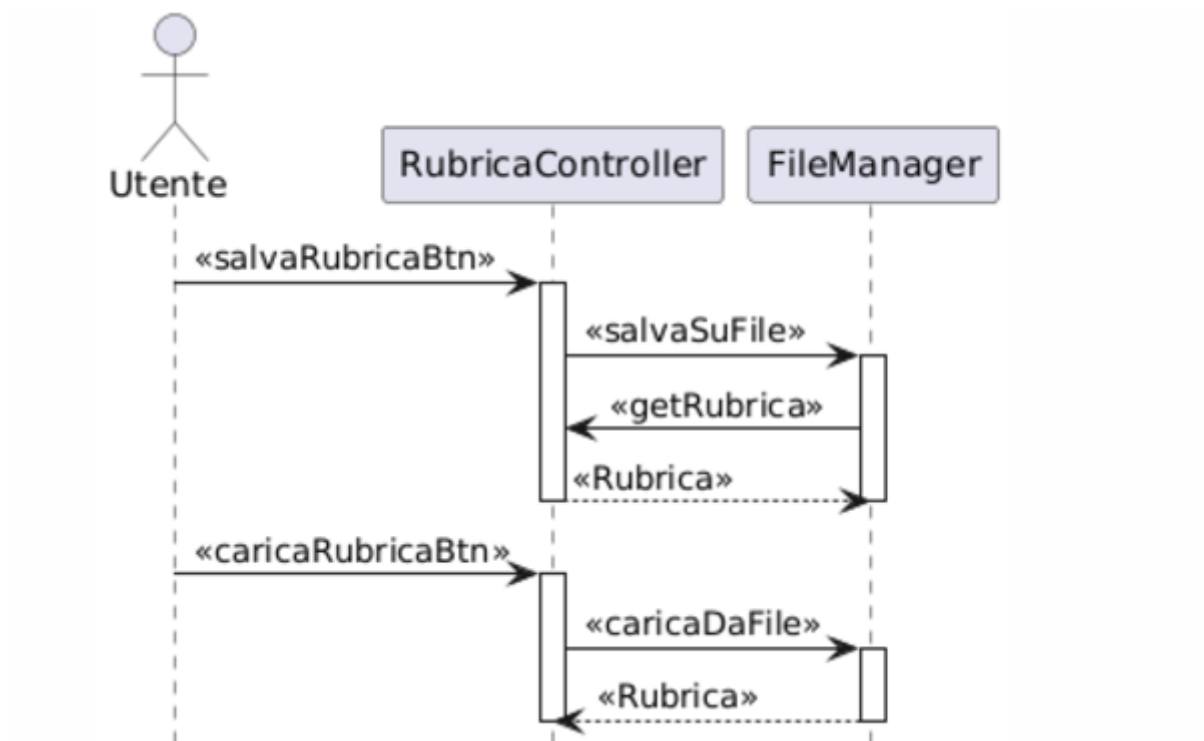 Utente
RubricaController
FileManager
«salvaRubricaBtn»
«salvaSuFile»
«getRubrica»
«Rubrica»
«caricaRubricaBtn»
«caricaDaFile»
«Rubrica»